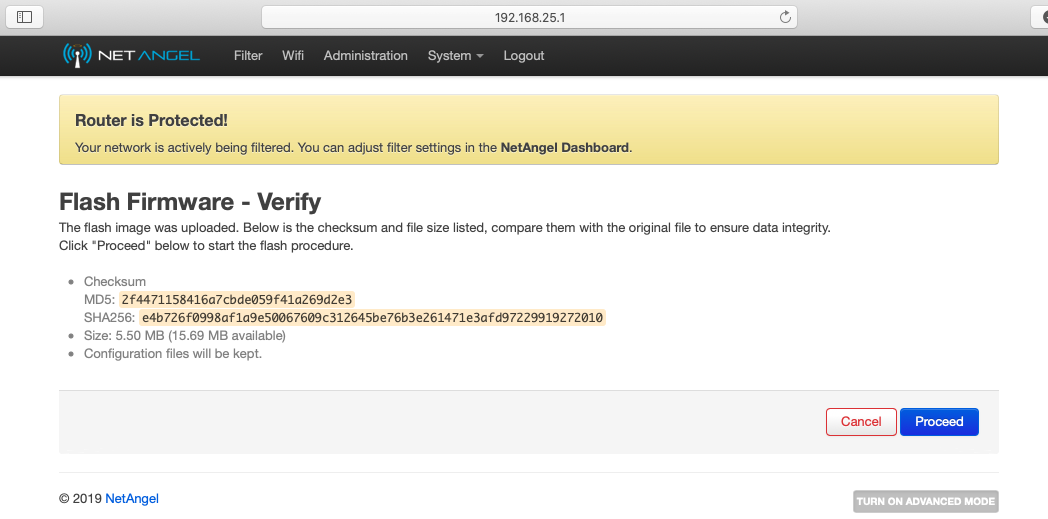 192.168.25.1
NETANGEL Filter Wifi Administration System Logout
Router is Protected!
Your network is actively being filtered. You can adjust filter settings in the NetAngel Dashboard.
Flash Firmware - Verify
The flash image was uploaded. Below is the checksum and file size listed, compare them with the original file to ensure data integrity.
Click "Proceed" below to start the flash procedure.
Checksum
MD5: 2f4471158416a7cbde059f41a269d2e3
SHA256: e4b726f0998af1a9e50067609c312645be76b3e261471e3afd97229919272010
Size: 5.50 MB (15.69 MB available)
Configuration files will be kept.
Cancel Proceed
© 2019 NetAngel TURN ON ADVANCED MODE